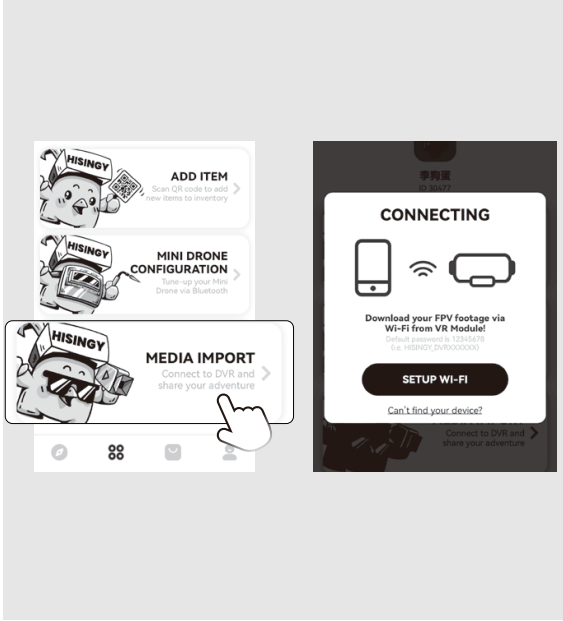 HISINGY
ADD ITEM
Scan QR code to add
new items to inventory
HISINGY
MINI DRONE
CONFIGURATION
Tune-up your Mini
Drone via Bluetooth
HISINGY
MEDIA IMPORT
Connect to DVR and
share your adventure
李狗蛋
ID 30477
CONNECTING
Download your FPV footage via
Wi-Fi from VR Module!
Default password is 12345678
(i.e. HISINGY_DVRXXXXXX)
SETUP WI-FI
Can't find your device?
Connect to DVR and
share your adventure